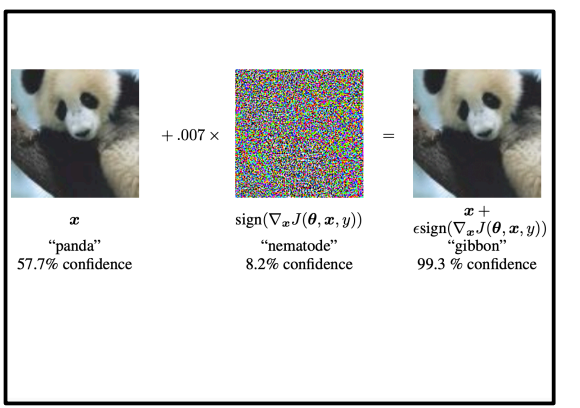 + .007 ×
=
x
sign(∇ₓJ(θ, x, y))
x +
ϵsign(∇ₓJ(θ, x, y))
“panda”
“nematode”
“gibbon”
57.7% confidence
8.2% confidence
99.3 % confidence